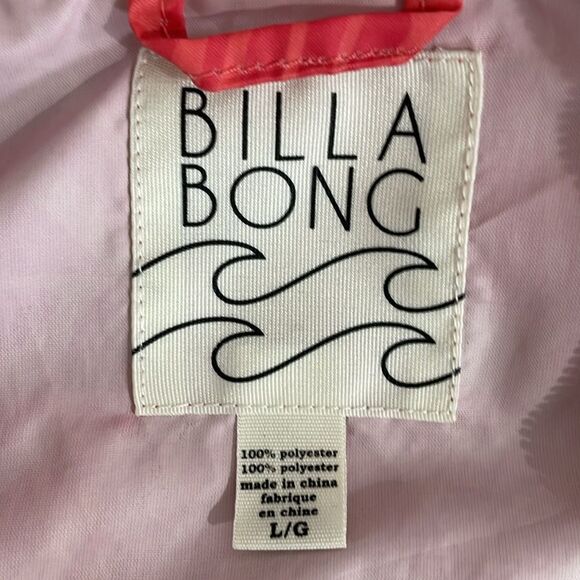 BILLA
BONG
100% polyester
100% polyester
made in china
fabrique
en chine
L/G